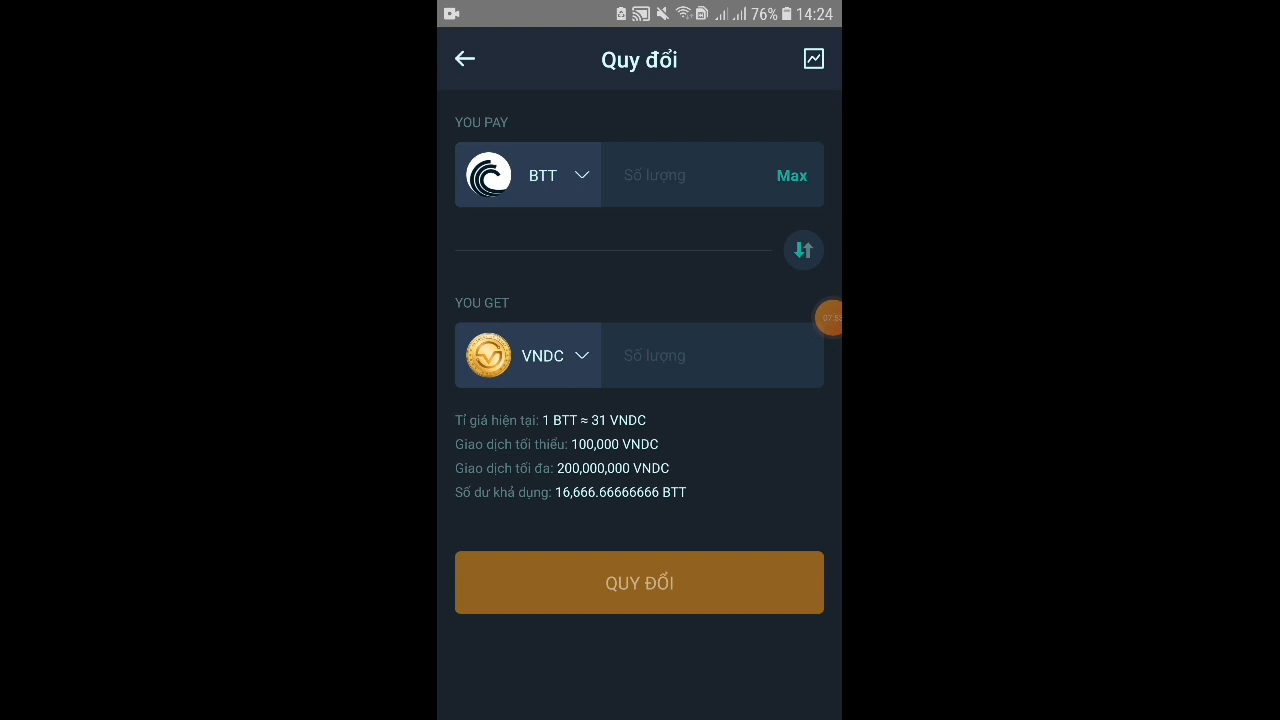 76% 14:24
Quy đổi
YOU PAY
BTT Số lượng Max
YOU GET
07:53
VNDC Số lượng
Tỉ giá hiện tại: 1 BTT ≈ 31 VNDC
Giao dịch tối thiểu: 100,000 VNDC
Giao dịch tối đa: 200,000,000 VNDC
Số dư khả dụng: 16,666.66666666 BTT
QUY ĐỔI